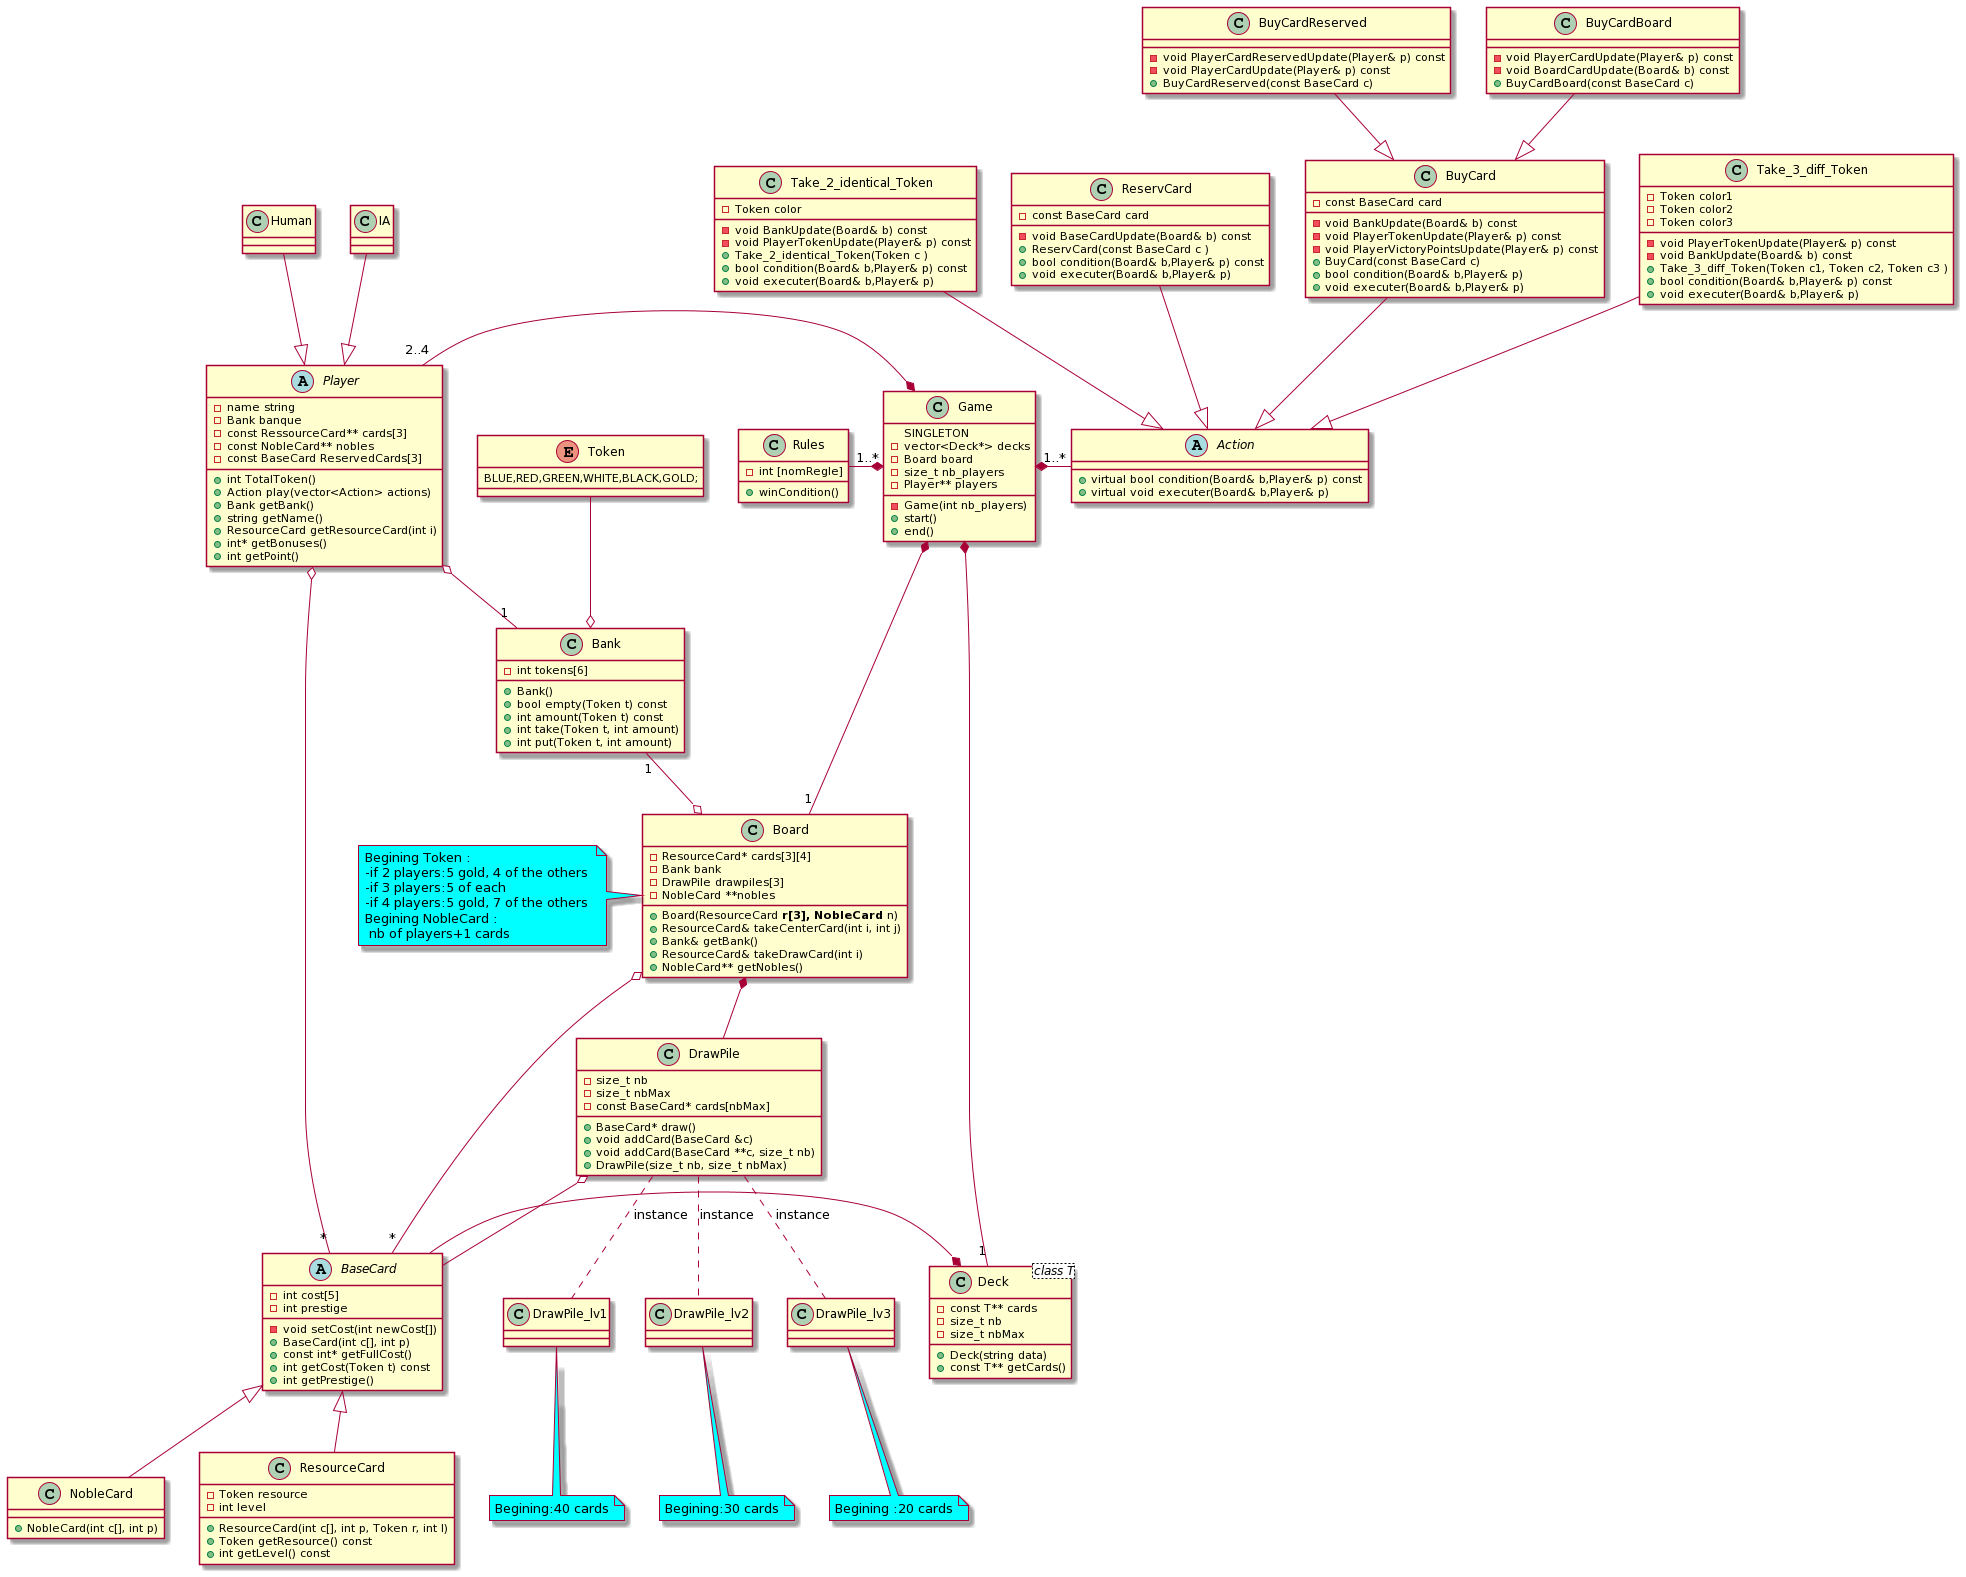 C BuyCardReserved
void PlayerCardReservedUpdate(Player& p) const
void PlayerCardUpdate(Player& p) const
BuyCardReserved(const BaseCard c)
C BuyCardBoard
void PlayerCardUpdate(Player& p) const
void BoardCardUpdate(Board& b) const
BuyCardBoard(const BaseCard c)
C Take_2_identical_Token
Token color
void BankUpdate(Board& b) const
void PlayerTokenUpdate(Player& p) const
Take_2_identical_Token(Token c )
bool condition(Board& b,Player& p) const
void executer(Board& b,Player& p)
C ReservCard
const BaseCard card
void BaseCardUpdate(Board& b) const
ReservCard(const BaseCard c )
bool condition(Board& b,Player& p) const
void executer(Board& b,Player& p)
C BuyCard
const BaseCard card
void BankUpdate(Board& b) const
void PlayerTokenUpdate(Player& p) const
void PlayerVictoryPointsUpdate(Player& p) const
BuyCard(const BaseCard c)
bool condition(Board& b,Player& p)
void executer(Board& b,Player& p)
C Take_3_diff_Token
Token color1
Token color2
Token color3
void PlayerTokenUpdate(Player& p) const
void BankUpdate(Board& b) const
Take_3_diff_Token(Token c1, Token c2, Token c3 )
bool condition(Board& b,Player& p) const
void executer(Board& b,Player& p)
C Human
C IA
2..4
A Player
name string
Bank banque
const RessourceCard** cards[3]
const NobleCard** nobles
const BaseCard ReservedCards[3]
int TotalToken()
Action play(vector<Action> actions)
Bank getBank()
string getName()
ResourceCard getResourceCard(int i)
int* getBonuses()
int getPoint()
E Token
BLUE,RED,GREEN,WHITE,BLACK,GOLD;
C Rules
int [nomRegle]
winCondition()
1..*
C Game
SINGLETON
vector<Deck*> decks
Board board
size_t nb_players
Player** players
Game(int nb_players)
start()
end()
1..*
A Action
virtual bool condition(Board& b,Player& p) const
virtual void executer(Board& b,Player& p)
1
C Bank
int tokens[6]
Bank()
bool empty(Token t) const
int amount(Token t) const
int take(Token t, int amount)
int put(Token t, int amount)
1
1
Begining Token :
-if 2 players:5 gold, 4 of the others
-if 3 players:5 of each
-if 4 players:5 gold, 7 of the others
Begining NobleCard :
nb of players+1 cards
C Board
ResourceCard* cards[3][4]
Bank bank
DrawPile drawpiles[3]
NobleCard **nobles
Board(ResourceCard r[3], NobleCard n)
ResourceCard& takeCenterCard(int i, int j)
Bank& getBank()
ResourceCard& takeDrawCard(int i)
NobleCard** getNobles()
C DrawPile
size_t nb
size_t nbMax
const BaseCard* cards[nbMax]
BaseCard* draw()
void addCard(BaseCard &c)
void addCard(BaseCard **c, size_t nb)
DrawPile(size_t nb, size_t nbMax)
instance
instance
instance
*
*
1
A BaseCard
int cost[5]
int prestige
void setCost(int newCost[])
BaseCard(int c[], int p)
const int* getFullCost()
int getCost(Token t) const
int getPrestige()
C DrawPile_lv1
C DrawPile_lv2
C DrawPile_lv3
C Deck
class T
const T** cards
size_t nb
size_t nbMax
Deck(string data)
const T** getCards()
C NobleCard
NobleCard(int c[], int p)
C ResourceCard
Token resource
int level
ResourceCard(int c[], int p, Token r, int l)
Token getResource() const
int getLevel() const
Begining:40 cards
Begining:30 cards
Begining :20 cards